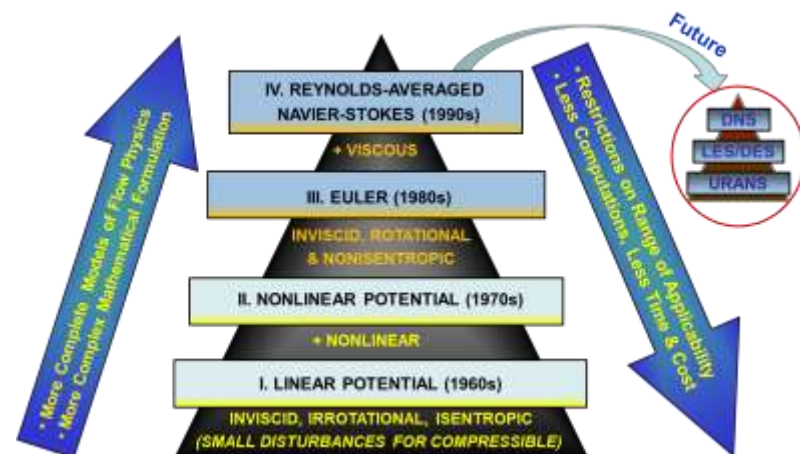 Future
IV. REYNOLDS-AVERAGED
NAVIER-STOKES (1990s)
+ VISCOUS
III. EULER (1980s)
INVISCID, ROTATIONAL
& NONISENTROPIC
II. NONLINEAR POTENTIAL (1970s)
+ NONLINEAR
I. LINEAR POTENTIAL (1960s)
INVISCID, IRROTATIONAL, ISENTROPIC
(SMALL DISTURBANCES FOR COMPRESSIBLE)
• More Complete Models of Flow Physics
• More Complex Mathematical Formulation
• Restrictions on Range of Applicability
• Less Computations, Less Time & Cost
DNS
LES/DES
URANS